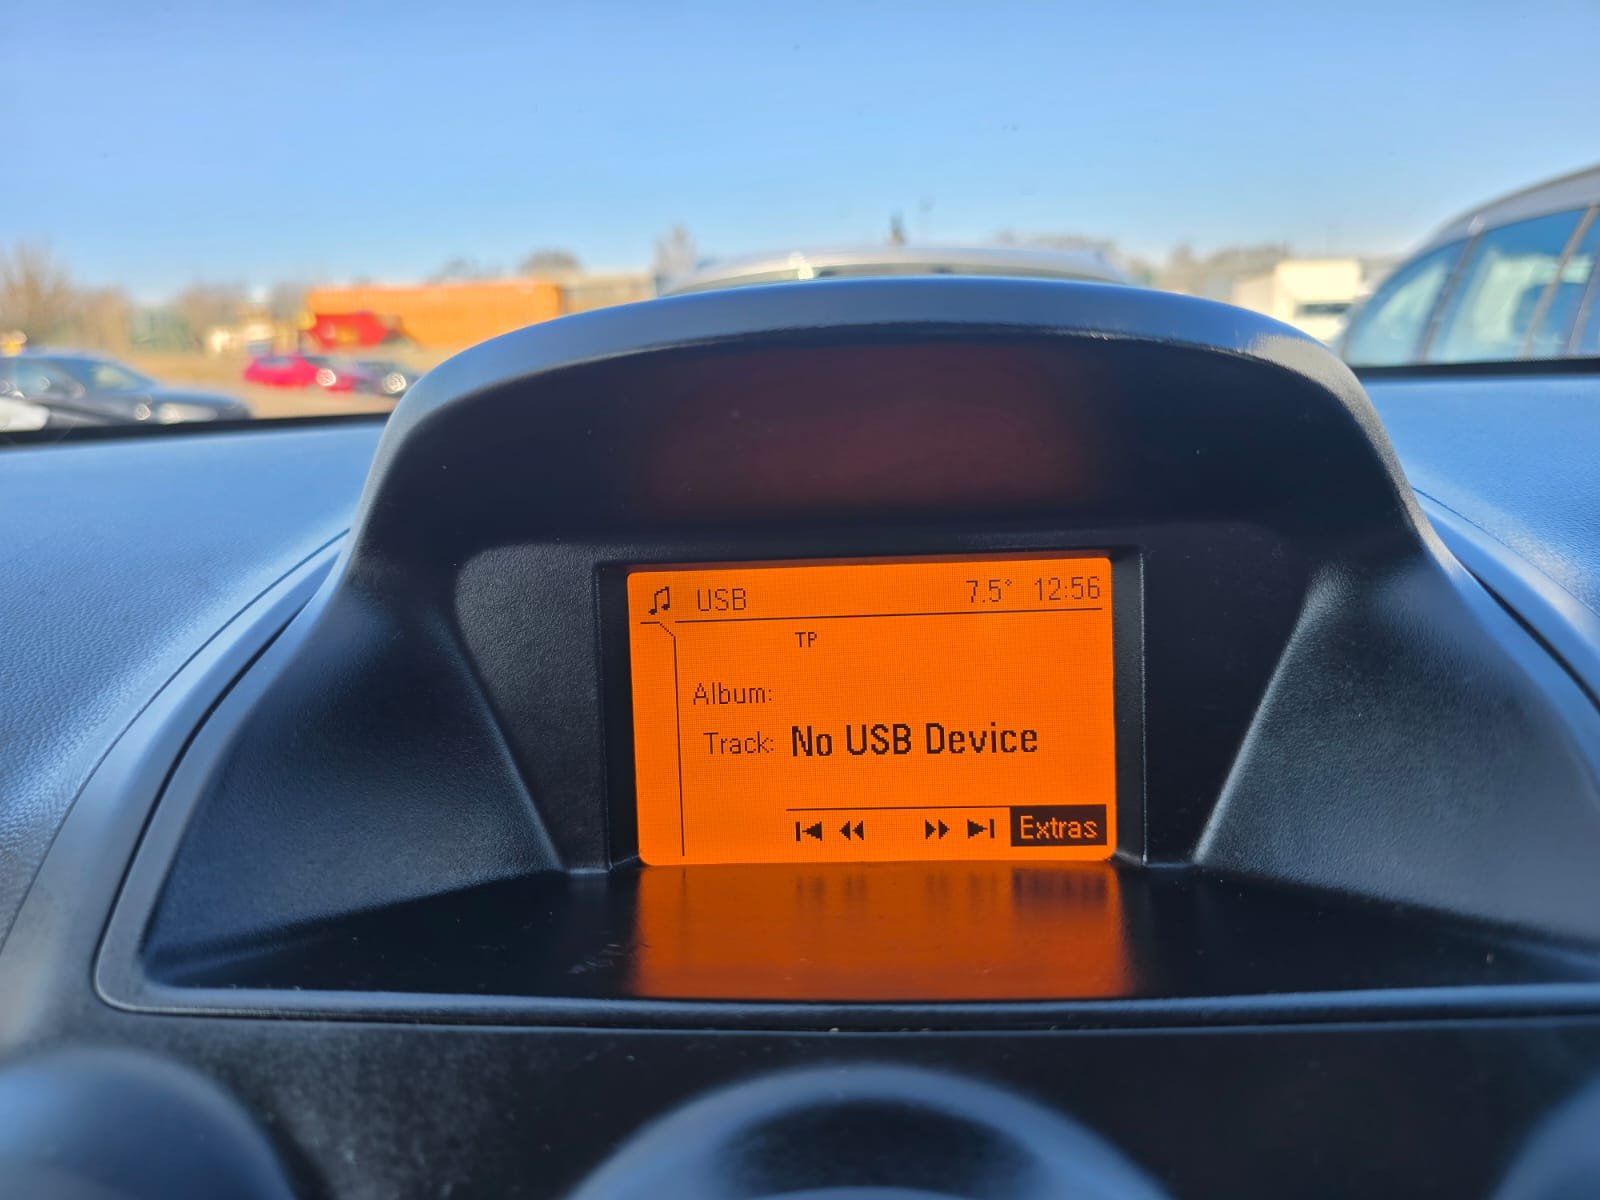 USB 7.5° 12:56
TP
Album:
Track: No USB Device
Extras